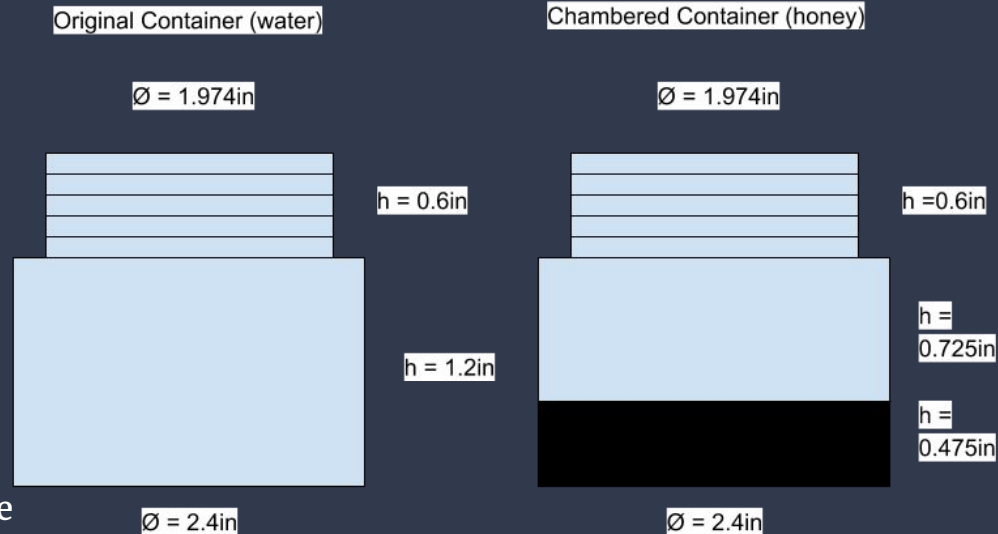 Original Container (water)
Chambered Container (honey)
Ø = 1.974in
Ø = 1.974in
h = 0.6in
h =0.6in
h = 1.2in
h =
0.725in
h =
0.475in
e
Ø = 2.4in
Ø = 2.4in